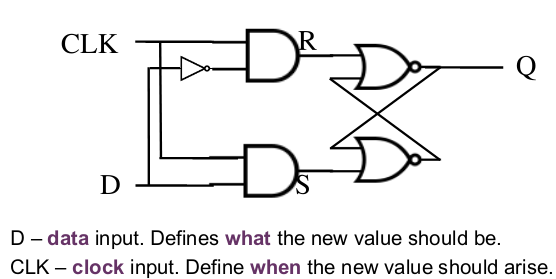 CLK
R
Q
D
S
D – data input. Defines what the new value should be.
CLK – clock input. Define when the new value should arise.